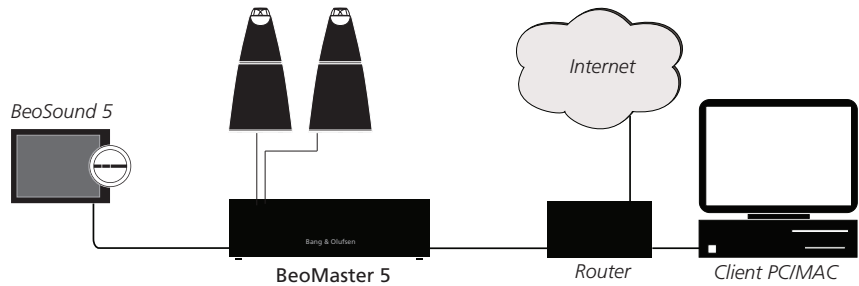 Internet
BeoSound 5
Bang & Olufsen
BeoMaster 5
Router
Client PC/MAC